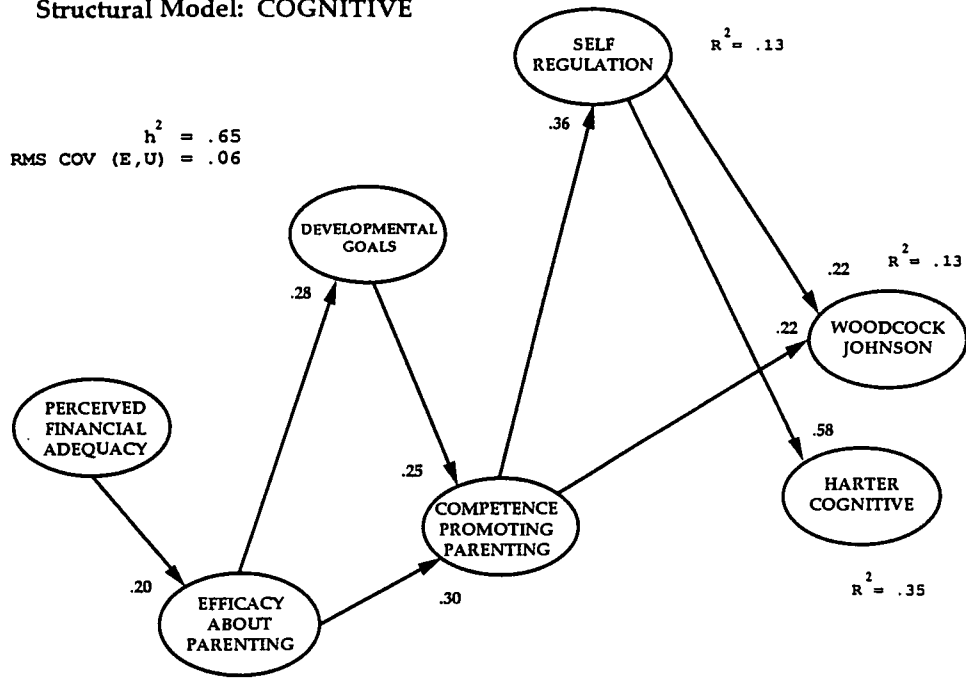 Structural Model: COGNITIVE
SELF
REGULATION
R² = .13
h² = .65
RMS COV (E,U) = .06
.36
DEVELOPMENTAL
GOALS
.28
.22
R² = .13
.22
WOODCOCK
JOHNSON
PERCEIVED
FINANCIAL
ADEQUACY
.58
.25
HARTER
COGNITIVE
COMPETENCE
PROMOTING
PARENTING
.20
.30
R² = .35
EFFICACY
ABOUT
PARENTING